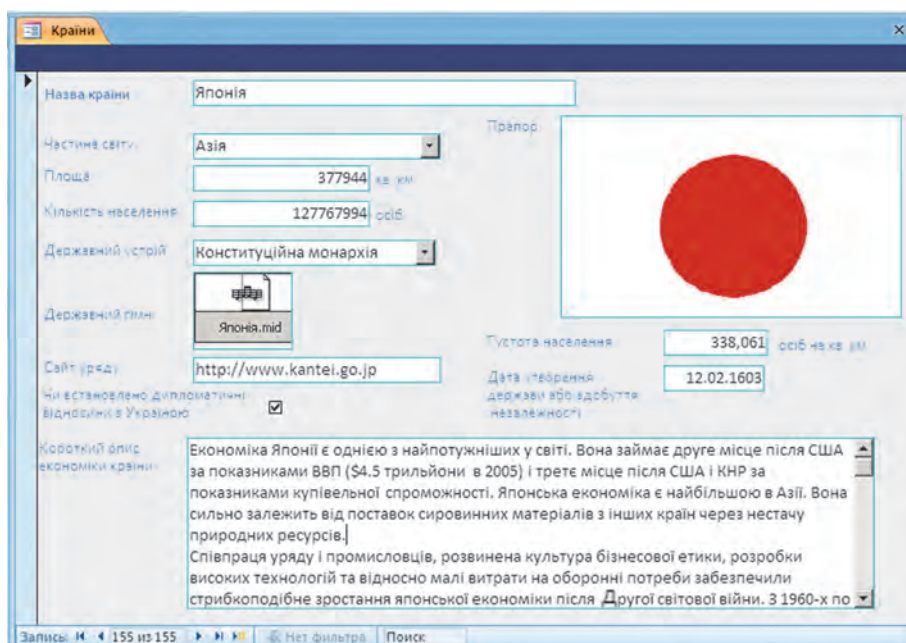 Країни
Назва країни
Японія
Частина світу
Азія
Прапор
Площа
377944 кв. км
Кількість населення
127767994 осіб
Державний устрій
Конституційна монархія
Державний гімн
Японія.mid
Густота населення
338,061 осіб на кв. км
Сайт уряду
http://www.kantei.go.jp
Дата утворення
держави або здобуття
незалежності
12.02.1603
Чи встановлено дипломатичні
відносини з Україною
Короткий опис
економіки країни
Економіка Японії є однією з найпотужніших у світі. Вона займає друге місце після США
за показниками ВВП ($4.5 трильйони в 2005) і третє місце після США і КНР за
показниками купівельної спроможності. Японська економіка є найбільшою в Азії. Вона
сильно залежить від поставок сировинних матеріалів з інших країн через нестачу
природних ресурсів.
Співпраця уряду і промисловців, розвинена культура бізнесової етики, розробки
високих технологій та відносно малі витрати на оборонні потреби забезпечили
стрибкоподібне зростання японської економіки після Другої світової війни. З 1960-х по
Запись: 155 из 155 Нет фильтра Поиск